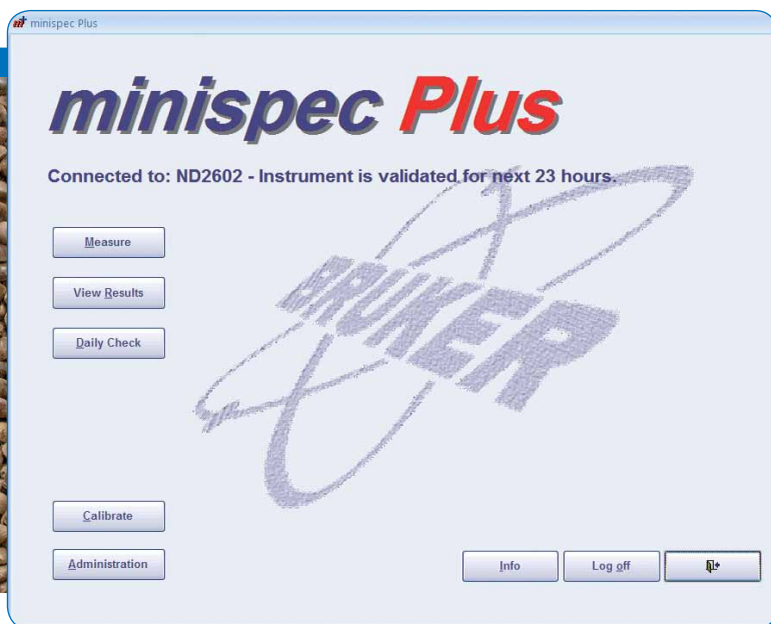 minispec Plus
minispec Plus
Connected to: ND2602 - Instrument is validated for next 23 hours.
Measure
View Results
Daily Check
BRUKER
Calibrate
Administration
Info
Log off